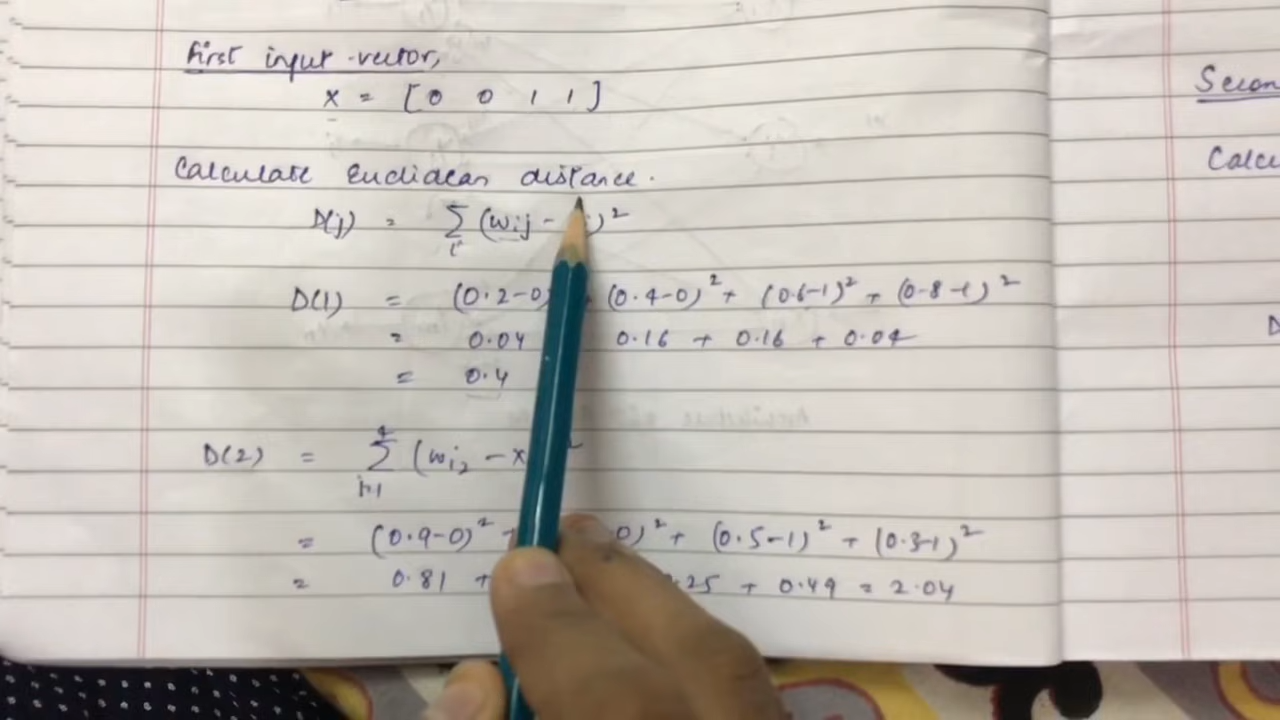 First input vector,
x = [ 0 0 1 1 ]
Calculate Euclidean distance.
D(j) = Σ i (wij - )²
D(1) = (0.2-0) (0.4-0)² + (0.6-1)² + (0.8-1)²
= 0.04 0.16 + 0.16 + 0.04
= 0.4
D(2) = 4 Σ i=1 (wi2 - x
= (0.9-0)² + 0)² + (0.5-1)² + (0.3-1)²
= 0.81 + .25 + 0.49 = 2.04